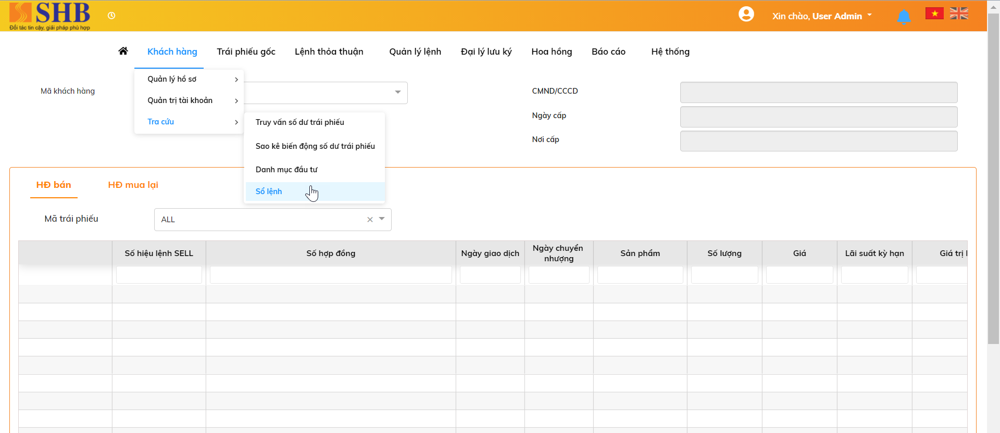 SHB
Đối tác tin cậy, giải pháp phù hợp
Xin chào, User Admin
Khách hàng
Trái phiếu gốc
Lệnh thỏa thuận
Quản lý lệnh
Đại lý lưu ký
Hoa hồng
Báo cáo
Hệ thống
Quản lý hồ sơ
Quản trị tài khoản
Tra cứu
Truy vấn số dư trái phiếu
Sao kê biến động số dư trái phiếu
Danh mục đầu tư
Sổ lệnh
Mã khách hàng
CMND/CCCD
Ngày cấp
Nơi cấp
HĐ bán
HĐ mua lại
Mã trái phiếu
ALL
Số hiệu lệnh SELL
Số hợp đồng
Ngày giao dịch
Ngày chuyển
nhượng
Sản phẩm
Số lượng
Giá
Lãi suất kỳ hạn
Giá trị